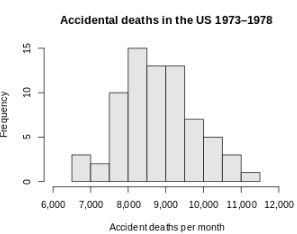 Accidental deaths in the US 1973–1978
Frequency
15
10
5
0
6,000 7,000 8,000 9,000 10,000 11,000 12,000
Accident deaths per month